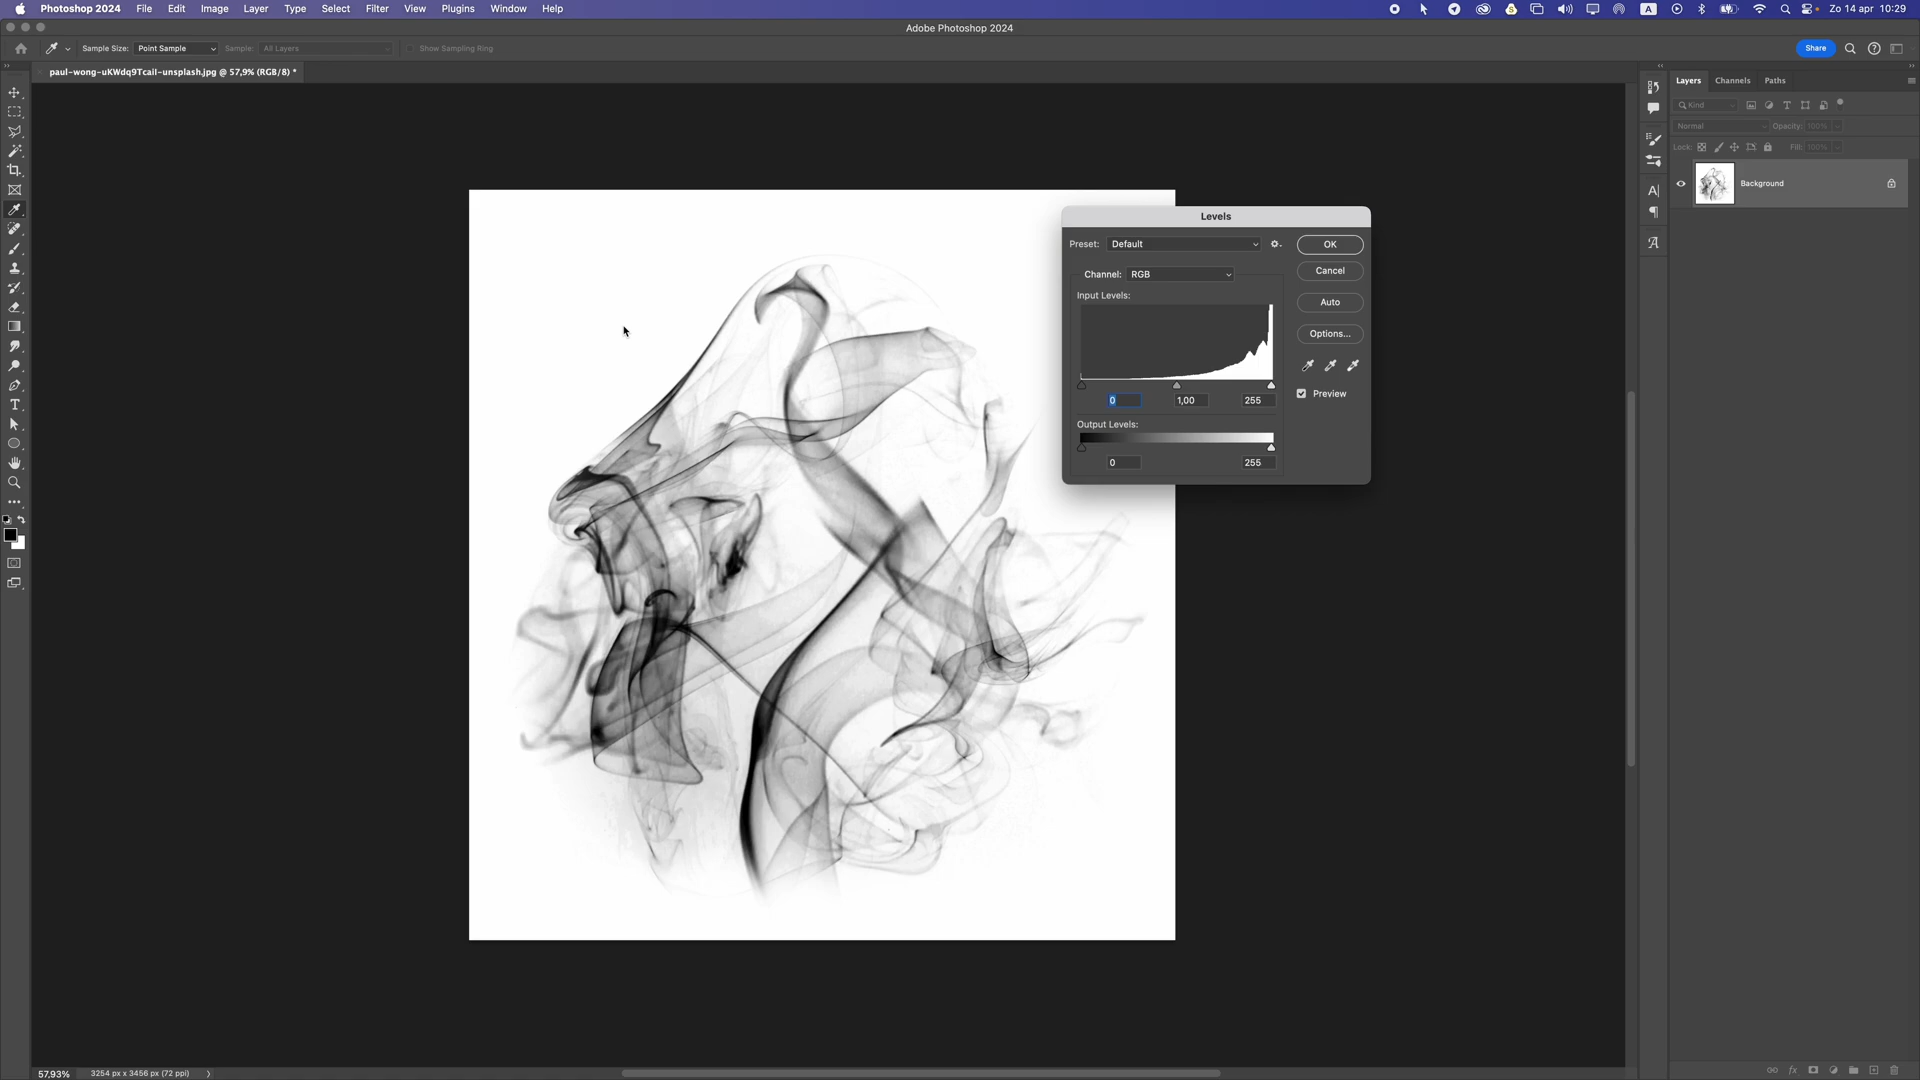 Photoshop 2024 File Edit Image Layer Type Select Filter View Plugins Window Help A Zo 14 apr 10:29
Adobe Photoshop 2024
Sample Size: Point Sample Sample: All Layers Show Sampling Ring Share
paul-wong-uKWdq9Tcail-unsplash.jpg @ 57,9% (RGB/8) *
Layers Channels Paths
Kind
Normal Opacity: 100%
Lock: Fill: 100%
Background
Levels
Preset: Default OK
Cancel
Channel: RGB
Input Levels:
Auto
Options...
Preview
0 1,00 255
Output Levels:
0 255
57,93% 3254 px x 3456 px (72 ppi)